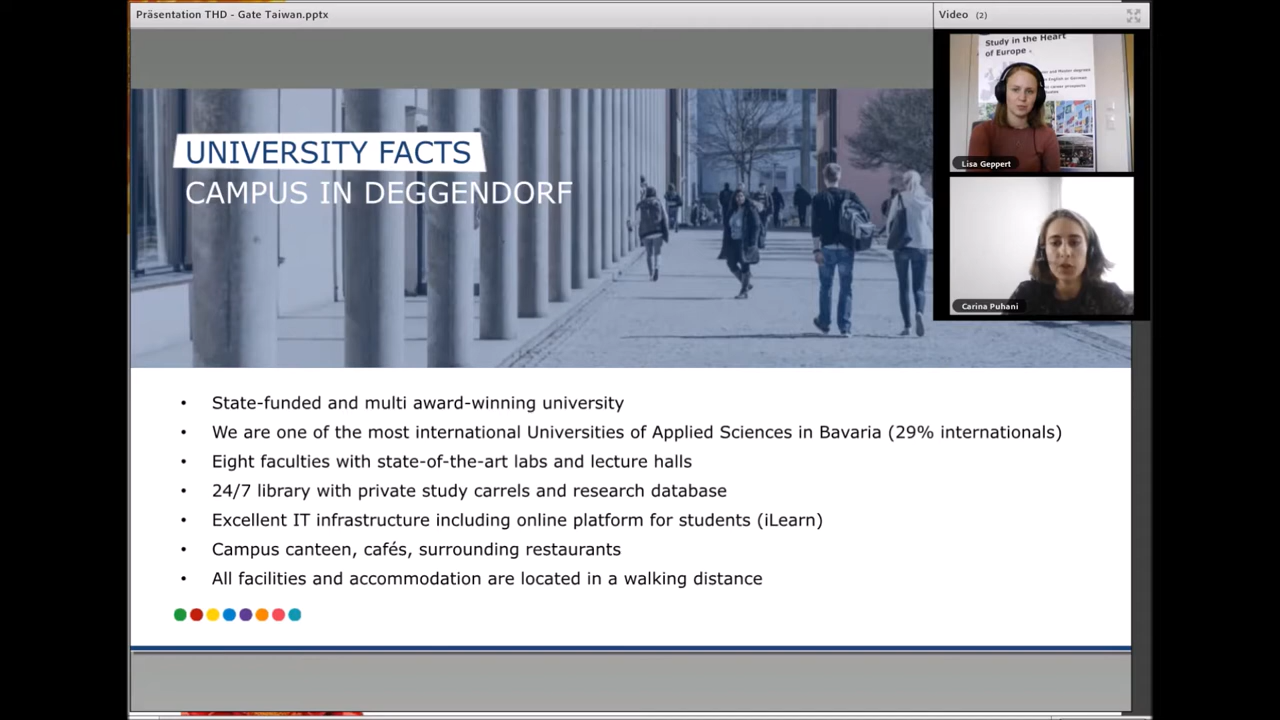 Präsentation THD - Gate Taiwan.pptx
Video (2)
Study in the Heart
of Europe .
Lisa Geppert
Carina Puhani
UNIVERSITY FACTS
CAMPUS IN DEGGENDORF
• State-funded and multi award-winning university
• We are one of the most international Universities of Applied Sciences in Bavaria (29% internationals)
• Eight faculties with state-of-the-art labs and lecture halls
• 24/7 library with private study carrels and research database
• Excellent IT infrastructure including online platform for students (iLearn)
• Campus canteen, cafés, surrounding restaurants
• All facilities and accommodation are located in a walking distance